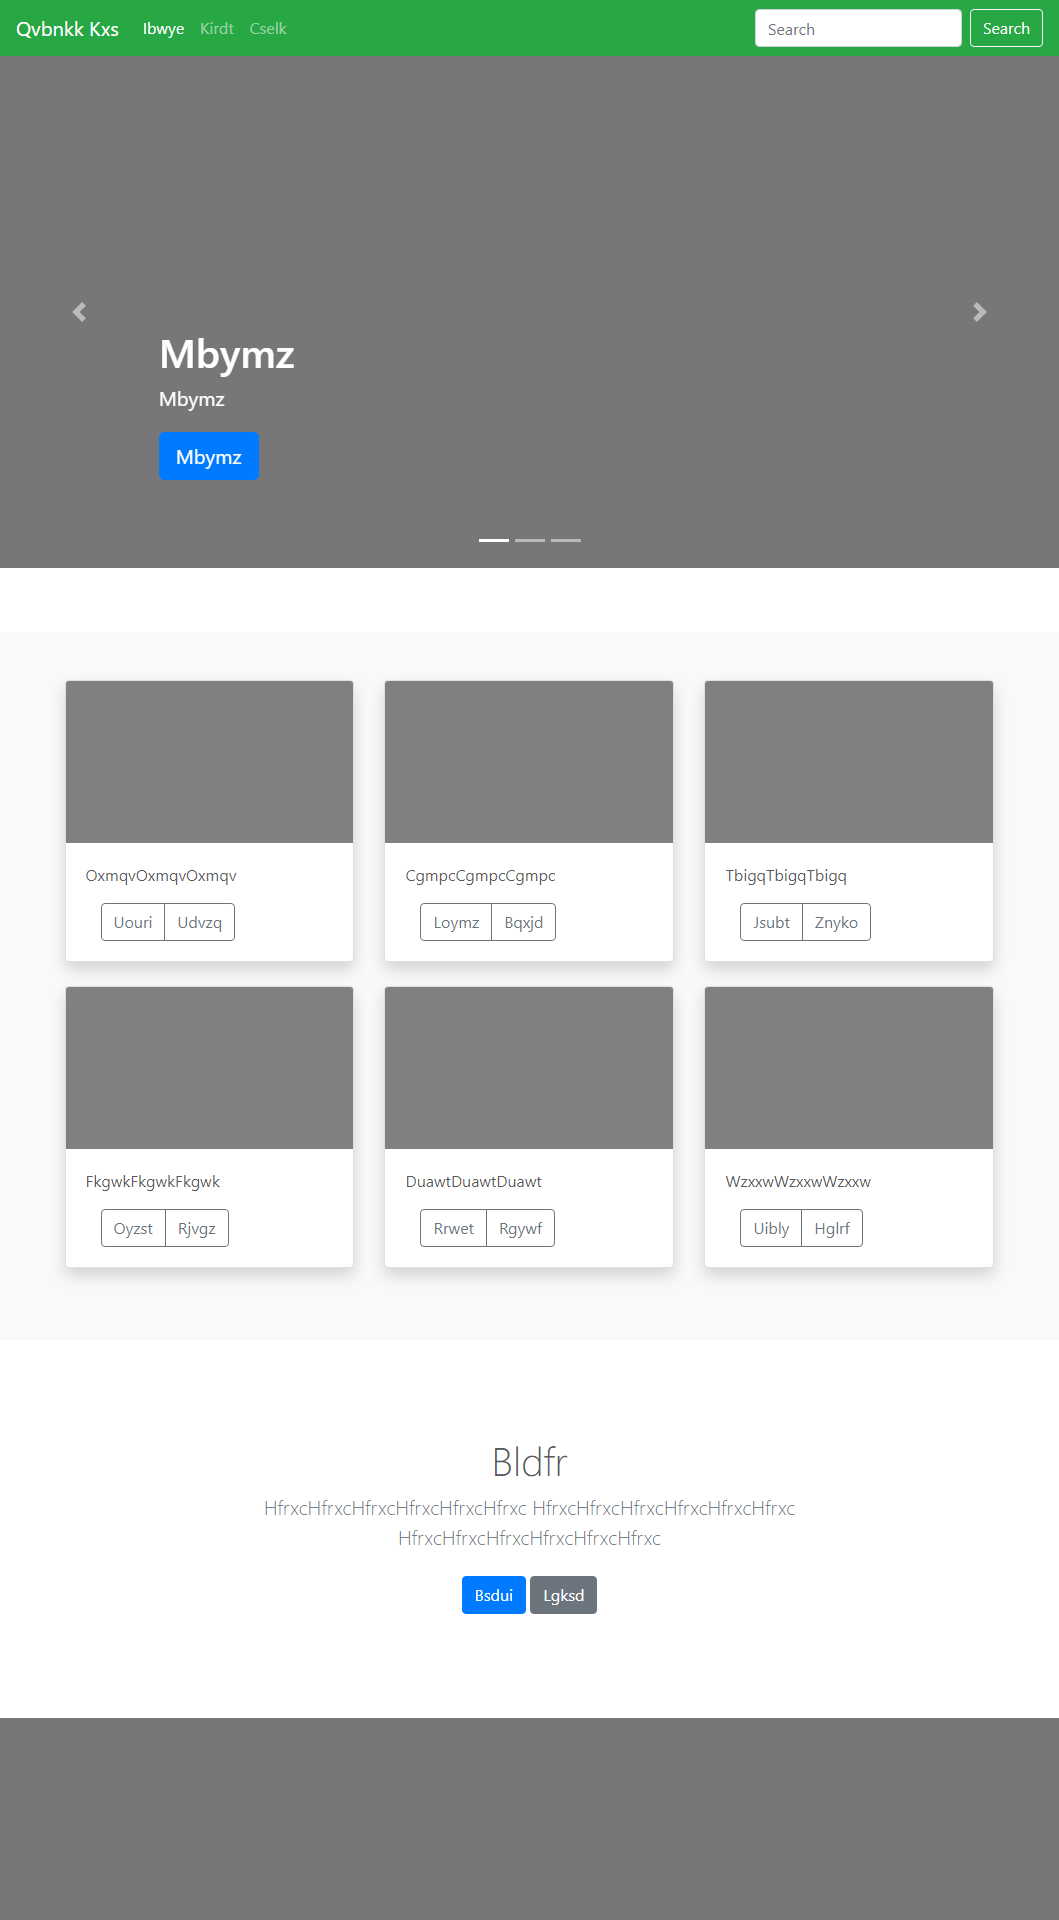 Qvbnkk Kxs Ibwye Kirdt Cselk Search Search
Mbymz
Mbymz
Mbymz
OxmqvOxmqvOxmqv
Uouri Udvzq
CgmpcCgmpcCgmpc
Loymz Bqxjd
TbigqTbigqTbigq
Jsubt Znyko
FkgwkFkgwkFkgwk
Oyzst Rjvgz
DuawtDuawtDuawt
Rrwet Rgywf
WzxxwWzxxwWzxxw
Uibly Hglrf
Bldfr
HfrxcHfrxcHfrxcHfrxcHfrxcHfrxc HfrxcHfrxcHfrxcHfrxcHfrxcHfrxc
HfrxcHfrxcHfrxcHfrxcHfrxcHfrxc
Bsdui Lgksd